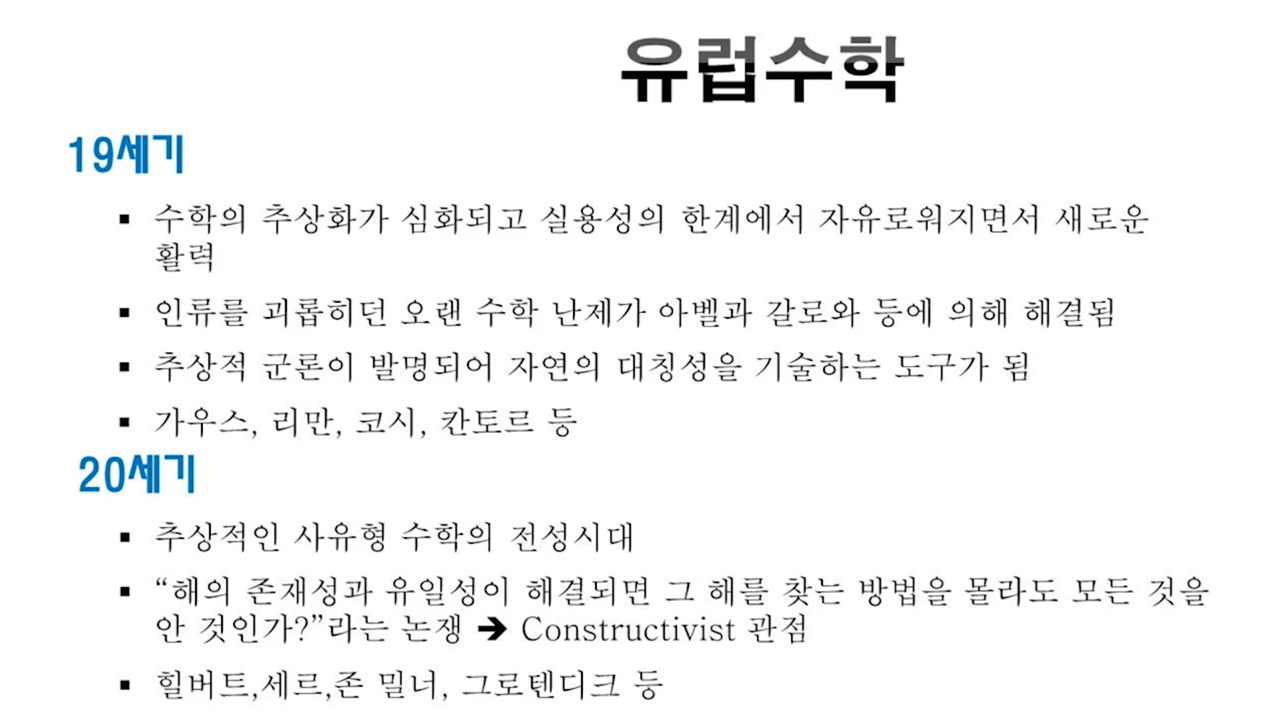 유럽수학
19세기
▪ 수학의 추상화가 심화되고 실용성의 한계에서 자유로워지면서 새로운
활력
▪ 인류를 괴롭히던 오랜 수학 난제가 아벨과 갈로와 등에 의해 해결됨
▪ 추상적 군론이 발명되어 자연의 대칭성을 기술하는 도구가 됨
▪ 가우스, 리만, 코시, 칸토르 등
20세기
▪ 추상적인 사유형 수학의 전성시대
▪ “해의 존재성과 유일성이 해결되면 그 해를 찾는 방법을 몰라도 모든 것을
안 것인가?”라는 논쟁 ➔ Constructivist 관점
▪ 힐버트,세르,존 밀너, 그로텐디크 등